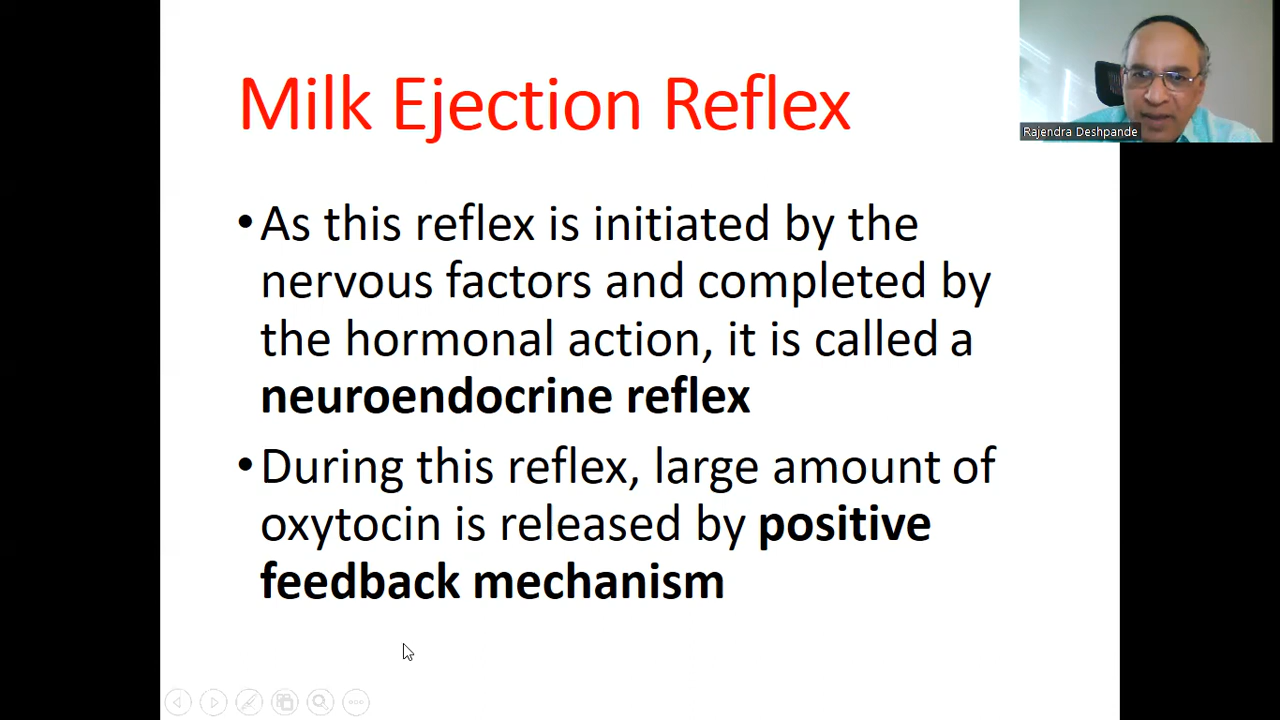 Milk Ejection Reflex
Rajendra Deshpande
•As this reflex is initiated by the
nervous factors and completed by
the hormonal action, it is called a
neuroendocrine reflex
•During this reflex, large amount of
oxytocin is released by positive
feedback mechanism